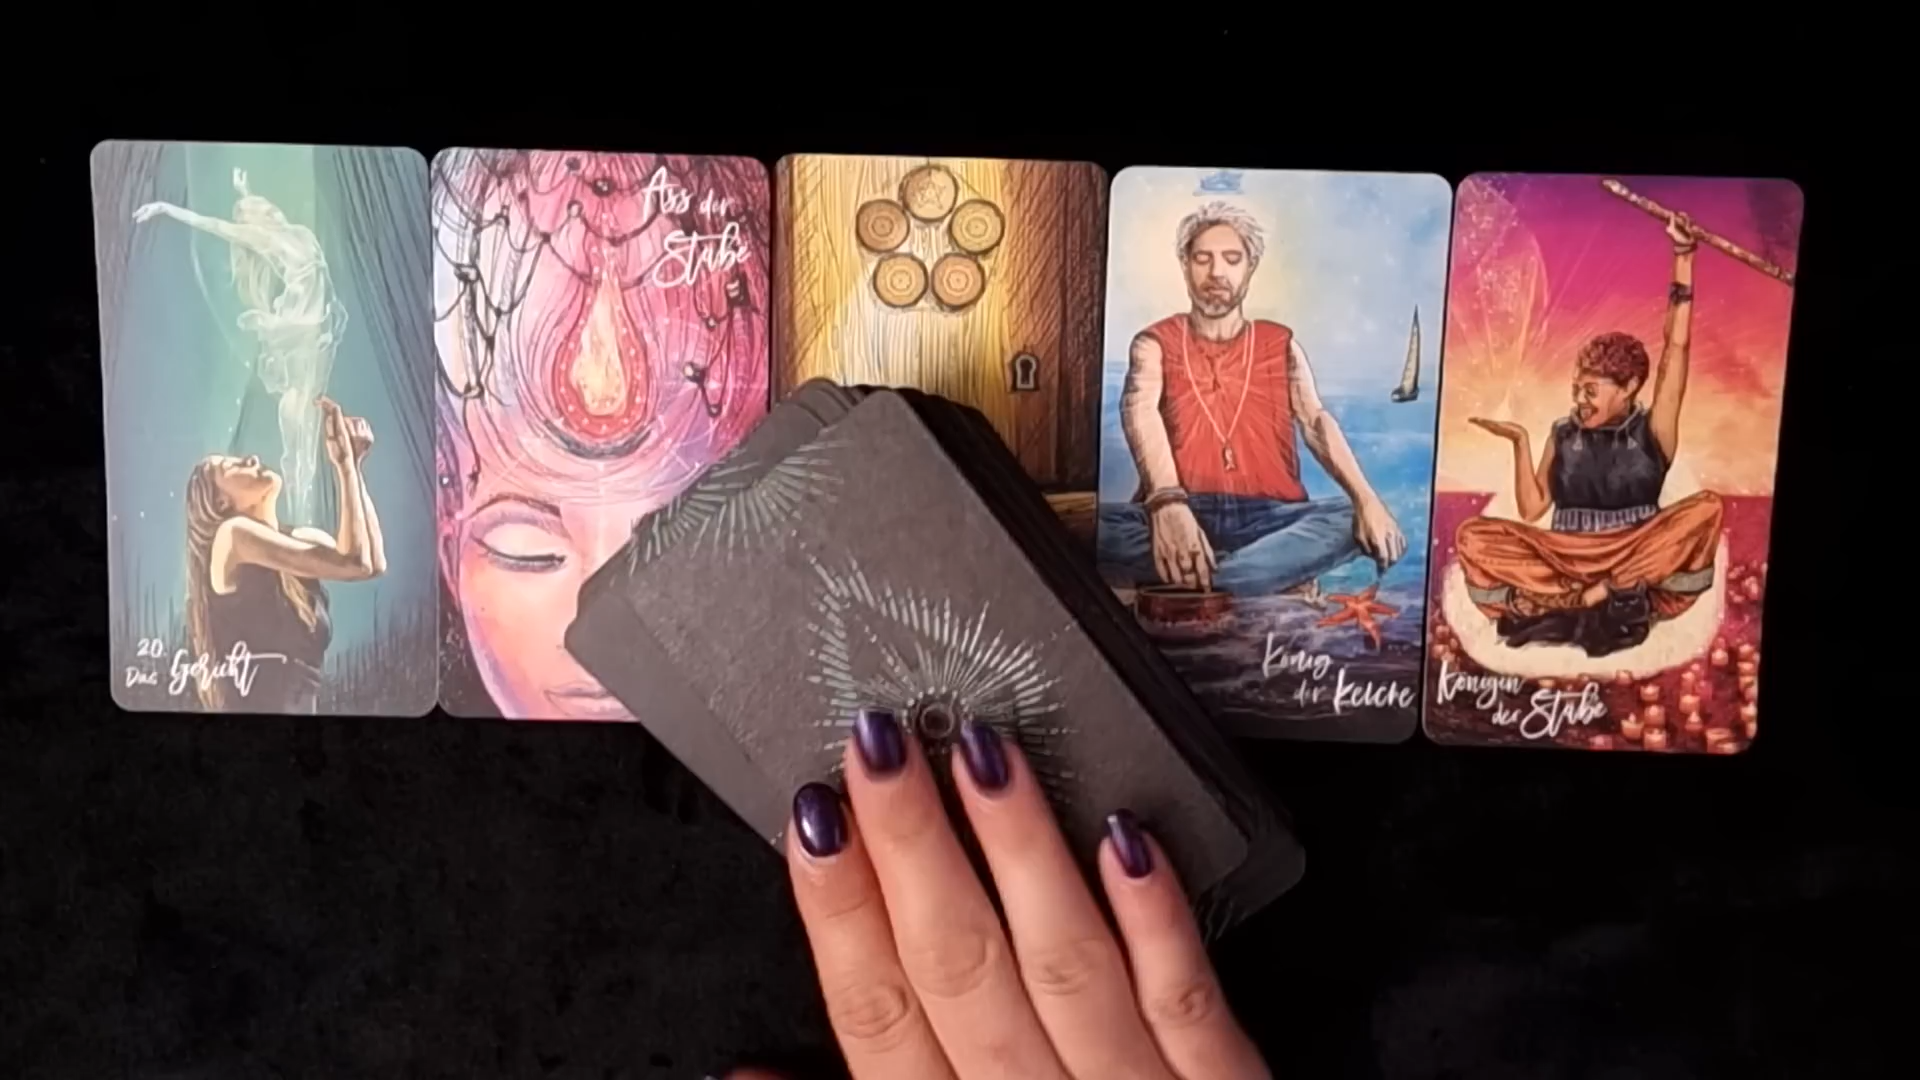 20.
Das Gericht
Ass der
Stäbe
König
der Kelche
Königin
der Stäbe